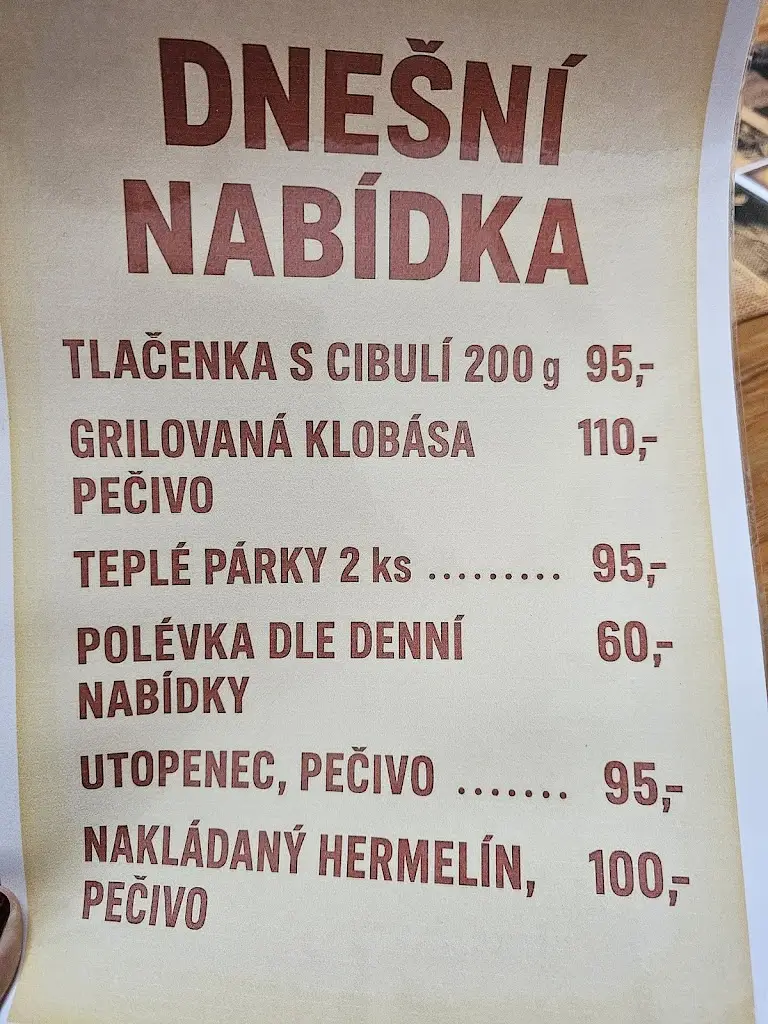 DNEŠNÍ
NABÍDKA
TLAČENKA S CIBULÍ 200 g 95,-
GRILOVANÁ KLOBÁSA 110,-
PEČIVO
TEPLÉ PÁRKY 2 ks ......... 95,-
POLÉVKA DLE DENNÍ 60,-
NABÍDKY
UTOPENEC, PEČIVO ....... 95,-
NAKLÁDANÝ HERMELÍN, 100,-
PEČIVO